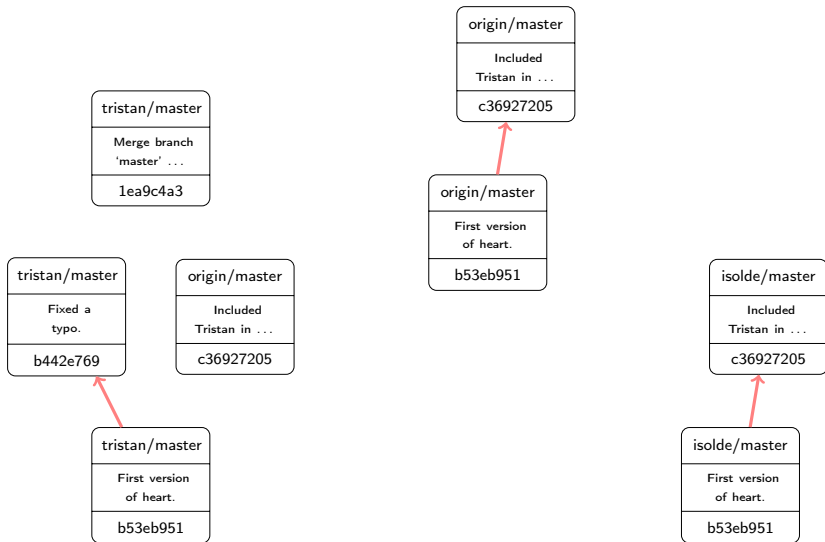 origin/master
Included
Tristan in . . .
c36927205
tristan/master
Merge branch
‘master’ . . .
1ea9c4a3
origin/master
First version
of heart.
b53eb951
tristan/master
Fixed a
typo.
b442e769
origin/master
Included
Tristan in . . .
c36927205
isolde/master
Included
Tristan in . . .
c36927205
tristan/master
First version
of heart.
b53eb951
isolde/master
First version
of heart.
b53eb951